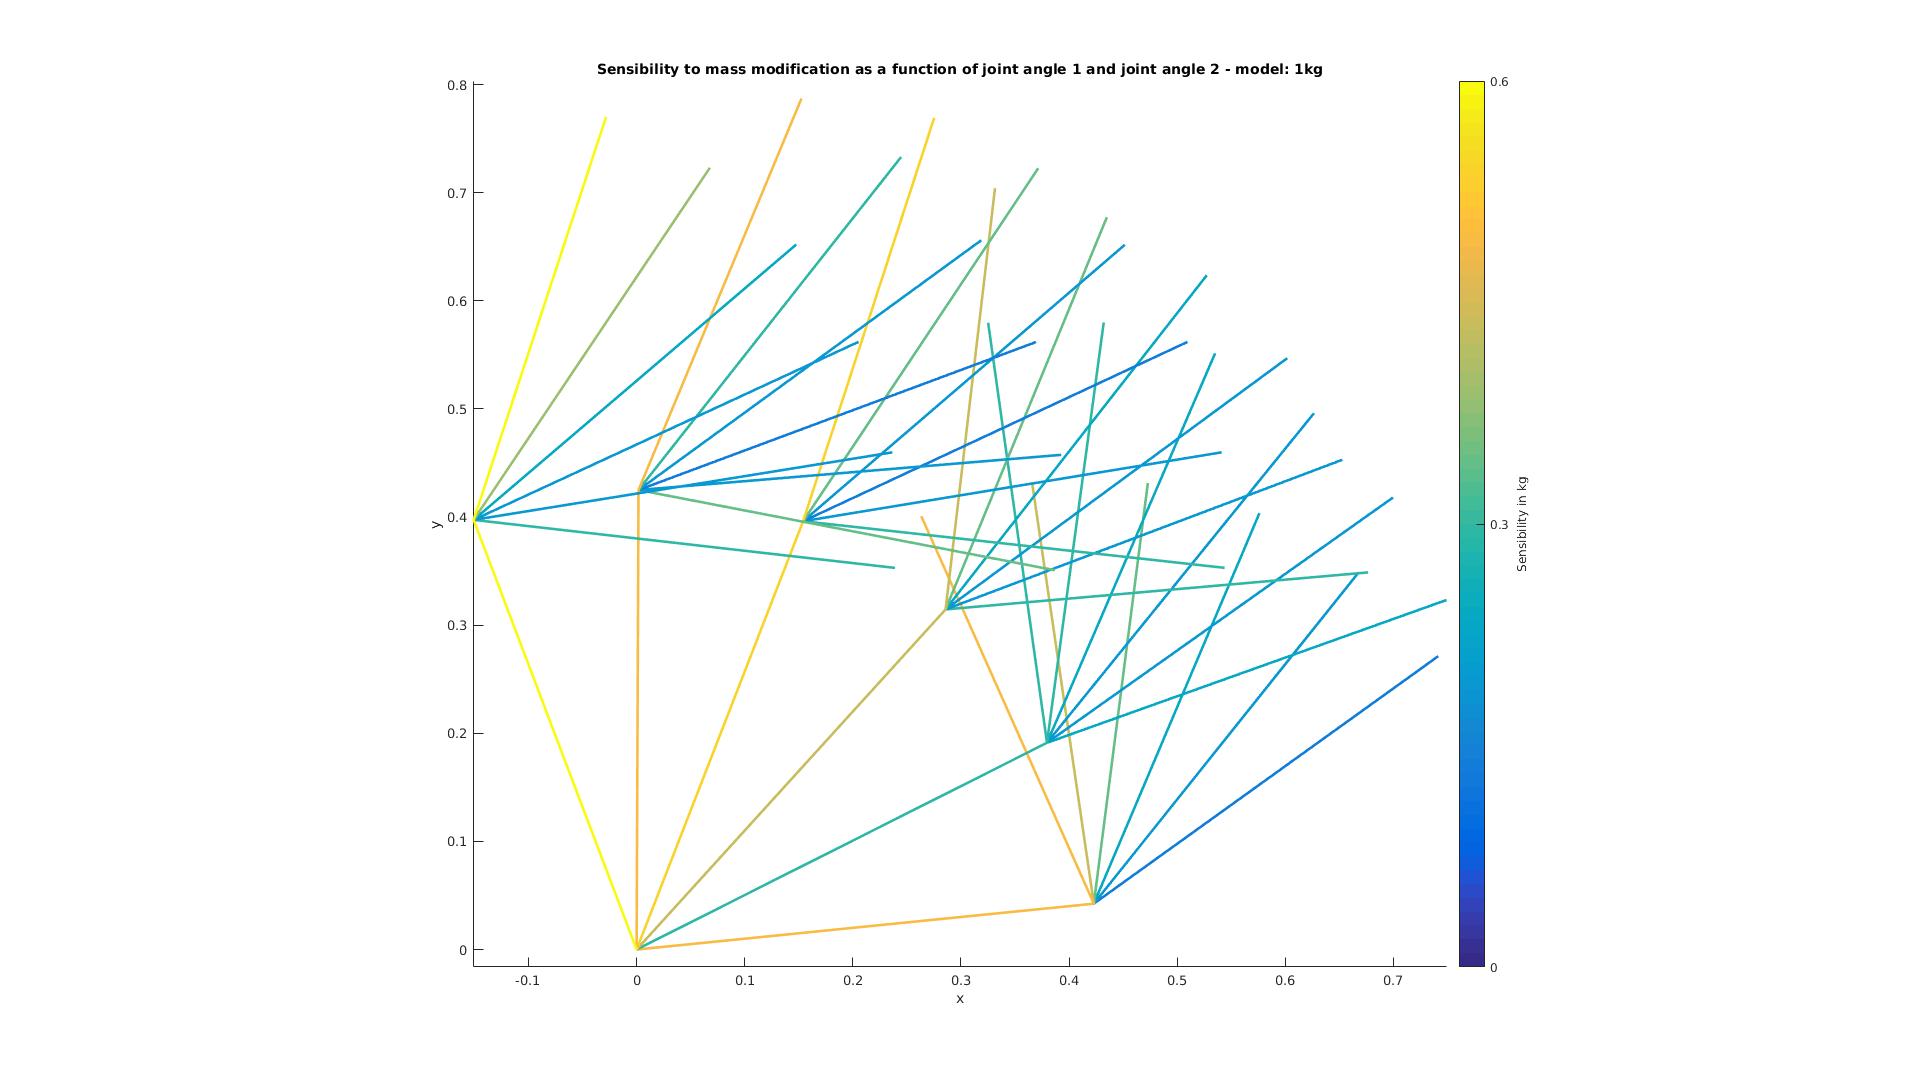 Sensibility to mass modification as a function of joint angle 1 and joint angle 2 - model: 1kg
0.8
0.7
0.6
0.5
0.4
0.3
0.2
0.1
0
y
-0.1 0 0.1 0.2 0.3 0.4 0.5 0.6 0.7
x
0.6
0.3
0
Sensibility in kg